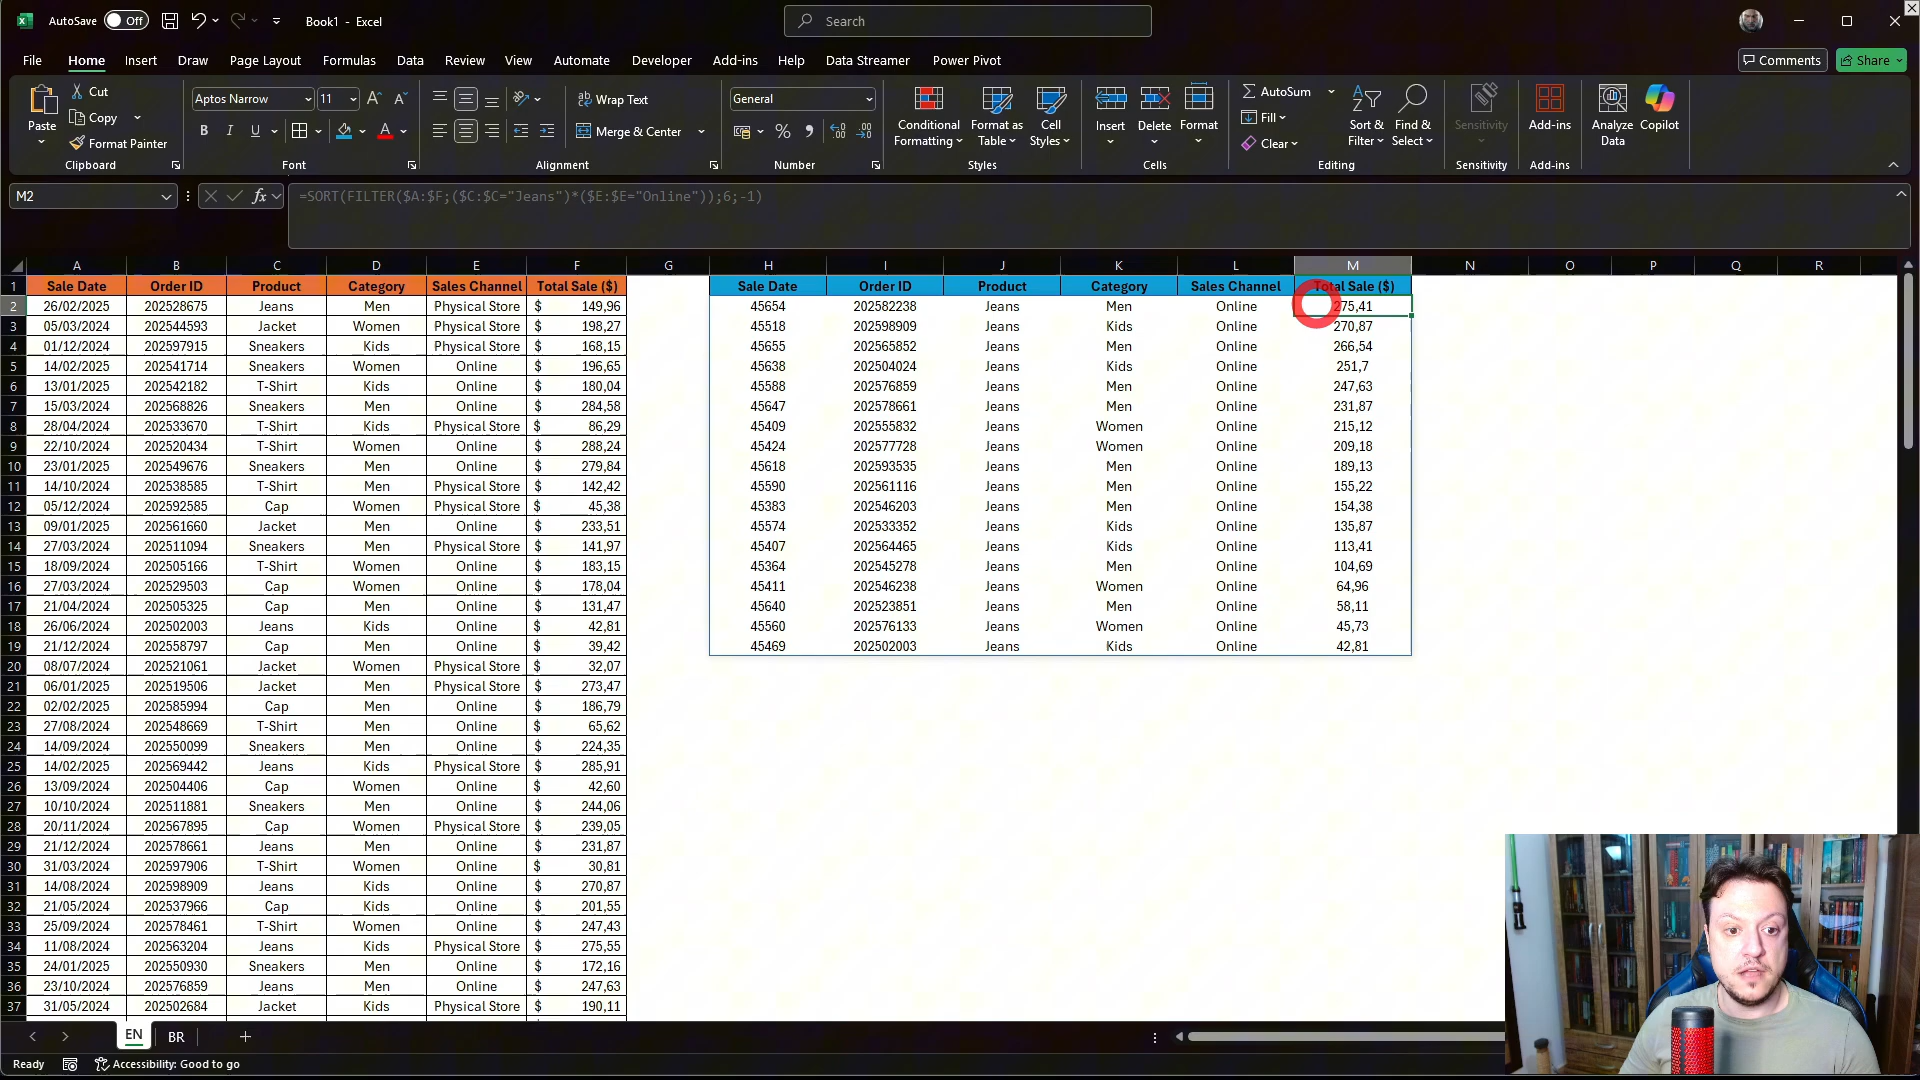 AutoSave Off Book1 - Excel Search
File Home Insert Draw Page Layout Formulas Data Review View Automate Developer Add-ins Help Data Streamer Power Pivot Comments Share
Paste Cut Copy Format Painter Clipboard
Aptos Narrow 11 B I U Font
Wrap Text Merge & Center Alignment
General Number
Conditional Formatting Format as Table Cell Styles Styles
Insert Delete Format Cells
AutoSum Fill Clear Sort & Filter Find & Select Editing
Sensitivity Sensitivity
Add-ins Add-ins
Analyze Data Copilot
M2 fx =SORT(FILTER($A:$F;($C:$C="Jeans")*($E:$E="Online"));6;-1)
A B C D E F G H I J K L M N O P Q R
1 Sale Date Order ID Product Category Sales Channel Total Sale ($) Sale Date Order ID Product Category Sales Channel Total Sale ($)
2 26/02/2025 202528675 Jeans Men Physical Store $ 149,96 45654 202582238 Jeans Men Online 275,41
3 05/03/2024 202544593 Jacket Women Physical Store $ 198,27 45518 202598909 Jeans Kids Online 270,87
4 01/12/2024 202597915 Sneakers Kids Physical Store $ 168,15 45655 202565852 Jeans Men Online 266,54
5 14/02/2025 202541714 Sneakers Women Online $ 196,65 45638 202504024 Jeans Kids Online 251,7
6 13/01/2025 202542182 T-Shirt Kids Online $ 180,04 45588 202576859 Jeans Men Online 247,63
7 15/03/2024 202568826 Sneakers Men Online $ 284,58 45647 202578661 Jeans Men Online 231,87
8 28/04/2024 202533670 T-Shirt Kids Physical Store $ 86,29 45409 202555832 Jeans Women Online 215,12
9 22/10/2024 202520434 T-Shirt Women Online $ 288,24 45424 202577728 Jeans Women Online 209,18
10 23/01/2025 202549676 Sneakers Men Online $ 279,84 45618 202593535 Jeans Men Online 189,13
11 14/10/2024 202538585 T-Shirt Men Physical Store $ 142,42 45590 202561116 Jeans Men Online 155,22
12 05/12/2024 202592585 Cap Women Physical Store $ 45,38 45383 202546203 Jeans Men Online 154,38
13 09/01/2025 202561660 Jacket Men Online $ 233,51 45574 202533352 Jeans Kids Online 135,87
14 27/03/2024 202511094 Sneakers Men Physical Store $ 141,97 45407 202564465 Jeans Kids Online 113,41
15 18/09/2024 202505166 T-Shirt Women Online $ 183,15 45364 202545278 Jeans Men Online 104,69
16 27/03/2024 202529503 Cap Women Online $ 178,04 45411 202546238 Jeans Women Online 64,96
17 21/04/2024 202505325 Cap Men Online $ 131,47 45640 202523851 Jeans Men Online 58,11
18 26/06/2024 202502003 Jeans Kids Online $ 42,81 45560 202576133 Jeans Women Online 45,73
19 21/12/2024 202558797 Cap Men Online $ 39,42 45469 202502003 Jeans Kids Online 42,81
20 08/07/2024 202521061 Jacket Women Physical Store $ 32,07
21 06/01/2025 202519506 Jacket Men Physical Store $ 273,47
22 02/02/2025 202585994 Cap Men Online $ 186,79
23 27/08/2024 202548669 T-Shirt Men Online $ 65,62
24 14/09/2024 202550099 Sneakers Men Online $ 224,35
25 14/02/2025 202569442 Jeans Kids Physical Store $ 285,91
26 13/09/2024 202504406 Cap Women Online $ 42,60
27 10/10/2024 202511881 Sneakers Men Online $ 244,06
28 20/11/2024 202567895 Cap Women Physical Store $ 239,05
29 21/12/2024 202578661 Jeans Men Online $ 231,87
30 31/03/2024 202597906 T-Shirt Women Online $ 30,81
31 14/08/2024 202598909 Jeans Kids Online $ 270,87
32 21/05/2024 202537966 Cap Kids Online $ 201,55
33 25/09/2024 202578461 T-Shirt Women Online $ 247,43
34 11/08/2024 202563204 Jeans Kids Physical Store $ 275,55
35 24/01/2025 202550930 Sneakers Men Online $ 172,16
36 23/10/2024 202576859 Jeans Men Online $ 247,63
37 31/05/2024 202502684 Jacket Kids Physical Store $ 190,11
EN BR
Ready Accessibility: Good to go